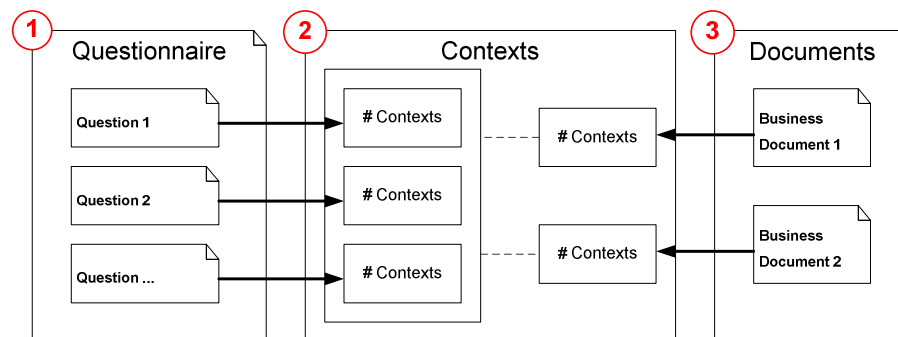 1
Questionnaire
Question 1
Question 2
Question ...
2
Contexts
# Contexts
# Contexts
# Contexts
# Contexts
# Contexts
3
Documents
Business
Document 1
Business
Document 2